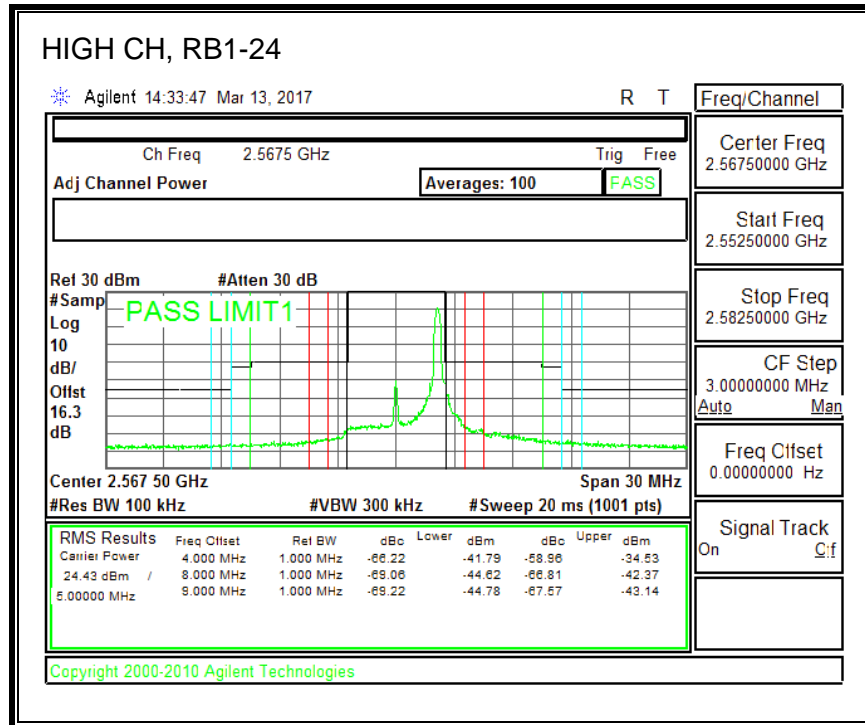 HIGH CH, RB1-24
Agilent 14:33:47 Mar 13, 2017 R T
Freq/Channel
Ch Freq 2.5675 GHz Trig Free
Adj Channel Power Averages: 100 PASS
Center Freq
2.56750000 GHz
Start Freq
2.55250000 GHz
Stop Freq
2.58250000 GHz
CF Step
3.00000000 MHz
Auto Man
Freq Offset
0.00000000 Hz
Signal Track
On Off
Ref 30 dBm #Atten 30 dB
#Samp
Log
10
dB/
Offst
16.3
dB
PASS LIMIT1
Center 2.567 50 GHz Span 30 MHz
#Res BW 100 kHz #VBW 300 kHz #Sweep 20 ms (1001 pts)
RMS Results Freq Offset Ref BW dBc Lower dBm dBc Upper dBm
Carrier Power 4.000 MHz 1.000 MHz -66.22 -41.79 -58.96 -34.53
24.43 dBm / 8.000 MHz 1.000 MHz -69.06 -44.62 -66.81 -42.37
5.00000 MHz 9.000 MHz 1.000 MHz -69.22 -44.78 -67.57 -43.14
Copyright 2000-2010 Agilent Technologies